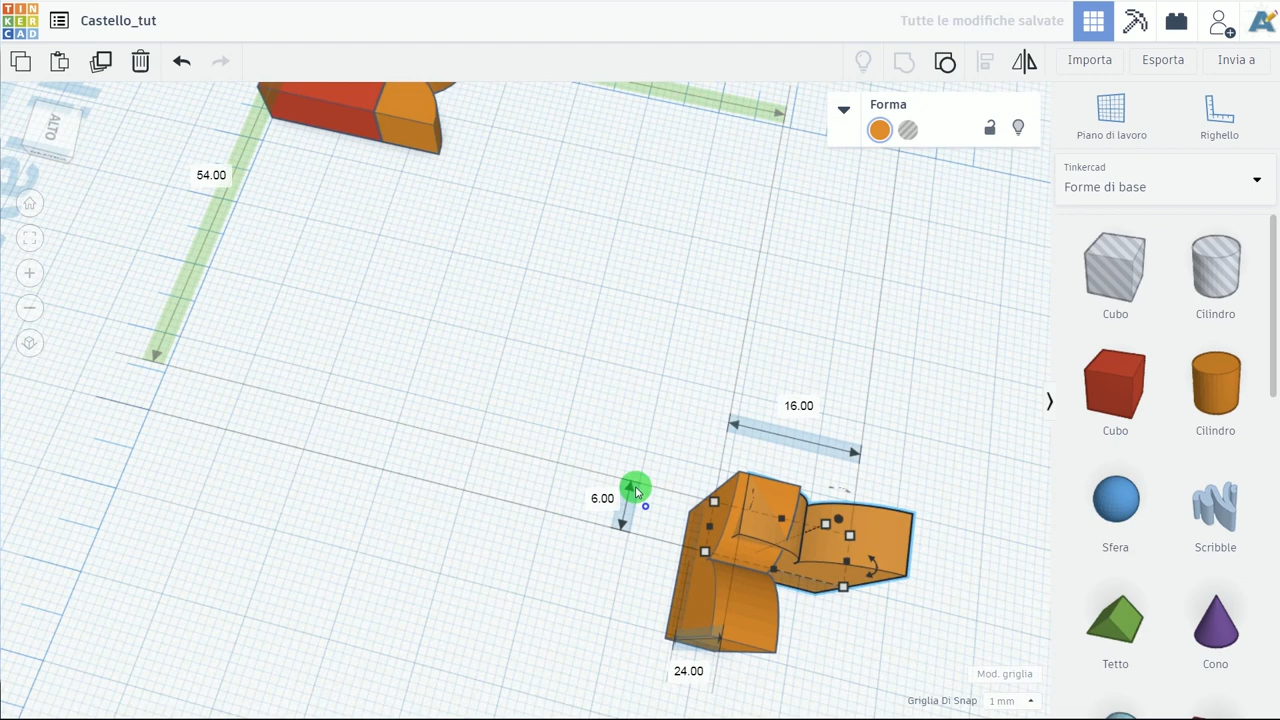 TIN
KER
CAD
Castello_tut
Tutte le modifiche salvate
Importa
Esporta
Invia a
Forma
ALTO
Piano di lavoro
Righello
Tinkercad
Forme di base
54.00
16.00
6.00
24.00
Cubo
Cilindro
Cubo
Cilindro
Sfera
Scribble
Tetto
Cono
Mod. griglia
Griglia Di Snap
1 mm